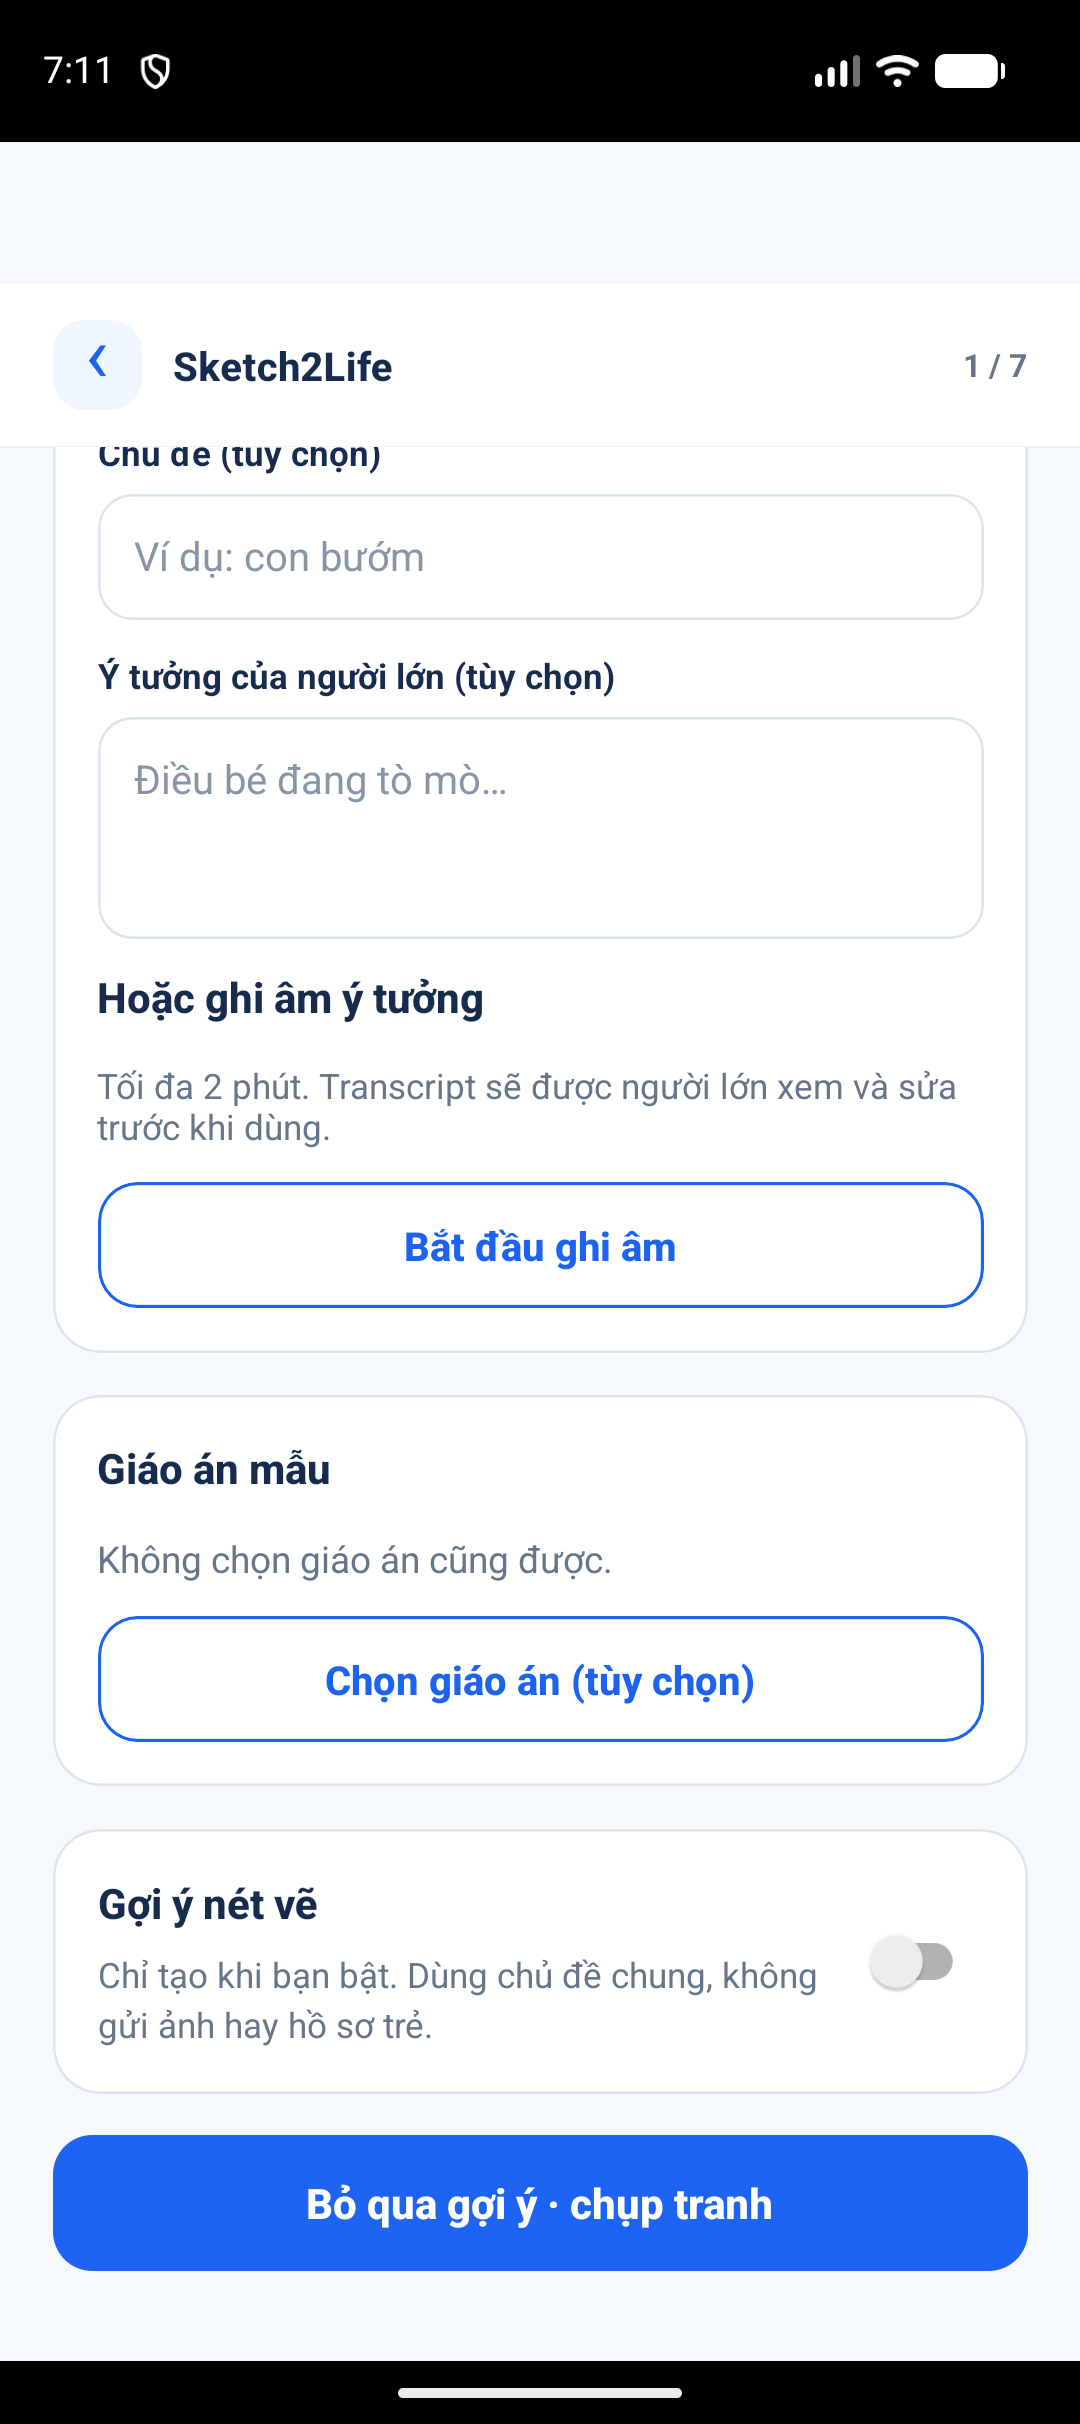 7:11
Sketch2Life
1 / 7
Chủ đề (tùy chọn)
Ví dụ: con bướm
Ý tưởng của người lớn (tùy chọn)
Điều bé đang tò mò...
Hoặc ghi âm ý tưởng
Tối đa 2 phút. Transcript sẽ được người lớn xem và sửa
trước khi dùng.
Bắt đầu ghi âm
Giáo án mẫu
Không chọn giáo án cũng được.
Chọn giáo án (tùy chọn)
Gợi ý nét vẽ
Chỉ tạo khi bạn bật. Dùng chủ đề chung, không
gửi ảnh hay hồ sơ trẻ.
Bỏ qua gợi ý · chụp tranh